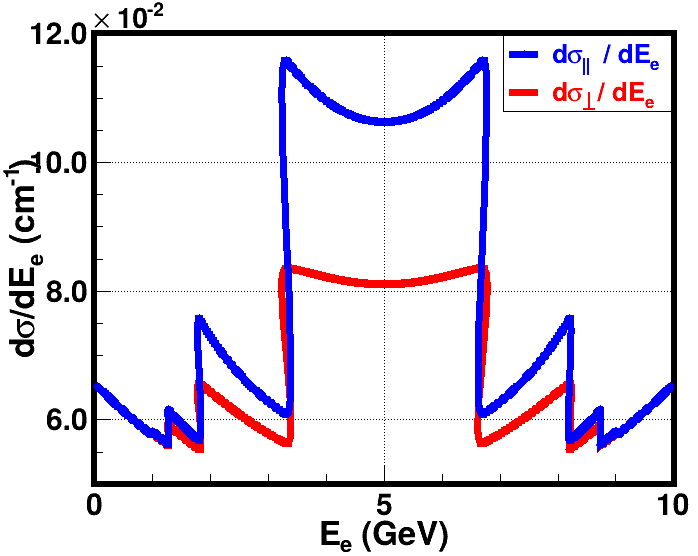 ×10⁻²
12.0
10.0
8.0
6.0
dσ/dEₑ (cm⁻¹)
dσ∥ / dEₑ
dσ⊥ / dEₑ
0 5 10
Eₑ (GeV)